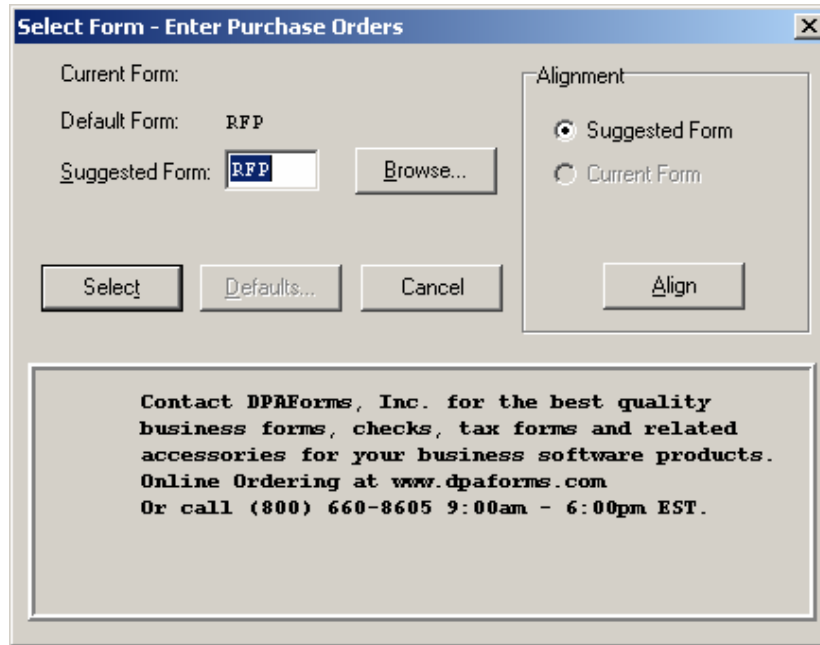 Select Form - Enter Purchase Orders
Current Form:
Default Form: RFP
Suggested Form: RFP Browse...
Select Defaults... Cancel
Alignment
Suggested Form
Current Form
Align
Contact DPAForms, Inc. for the best quality
business forms, checks, tax forms and related
accessories for your business software products.
Online Ordering at www.dpaforms.com
Or call (800) 660-8605 9:00am - 6:00pm EST.